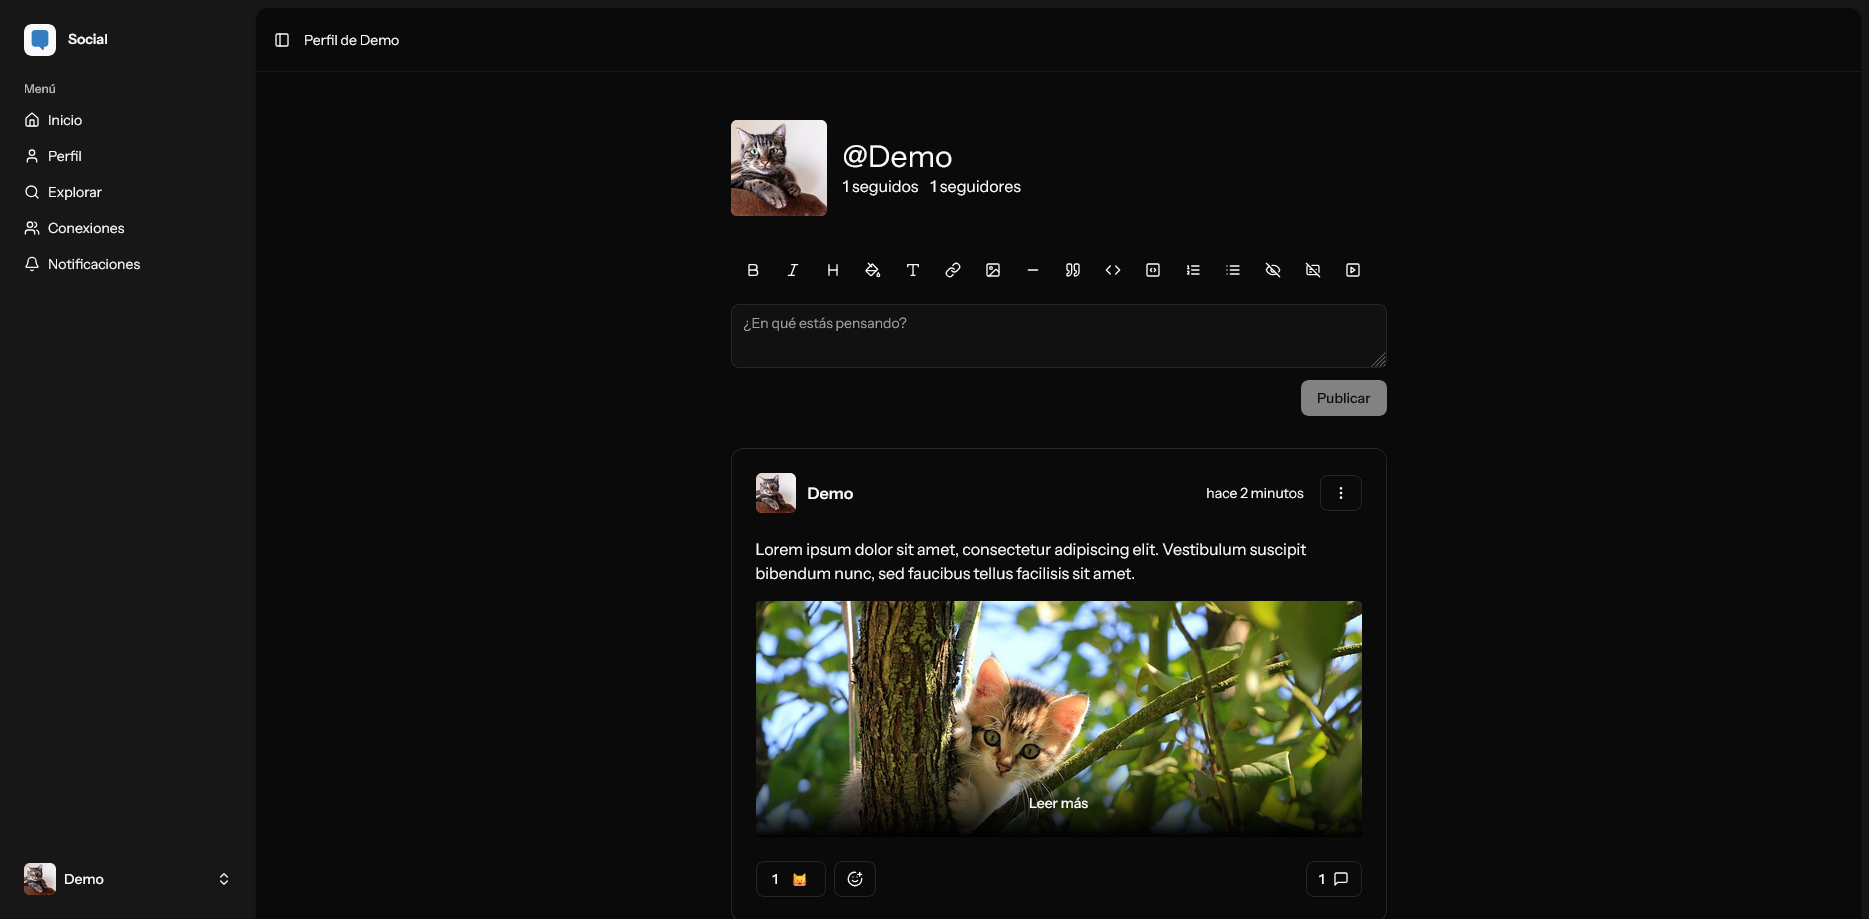 Social
Perfil de Demo
Menú
Inicio
Perfil
Explorar
Conexiones
Notificaciones
@Demo
1 seguidos 1 seguidores
¿En qué estás pensando?
Publicar
Demo
hace 2 minutos
Lorem ipsum dolor sit amet, consectetur adipiscing elit. Vestibulum suscipit
bibendum nunc, sed faucibus tellus facilisis sit amet.
Leer más
1
1
Demo